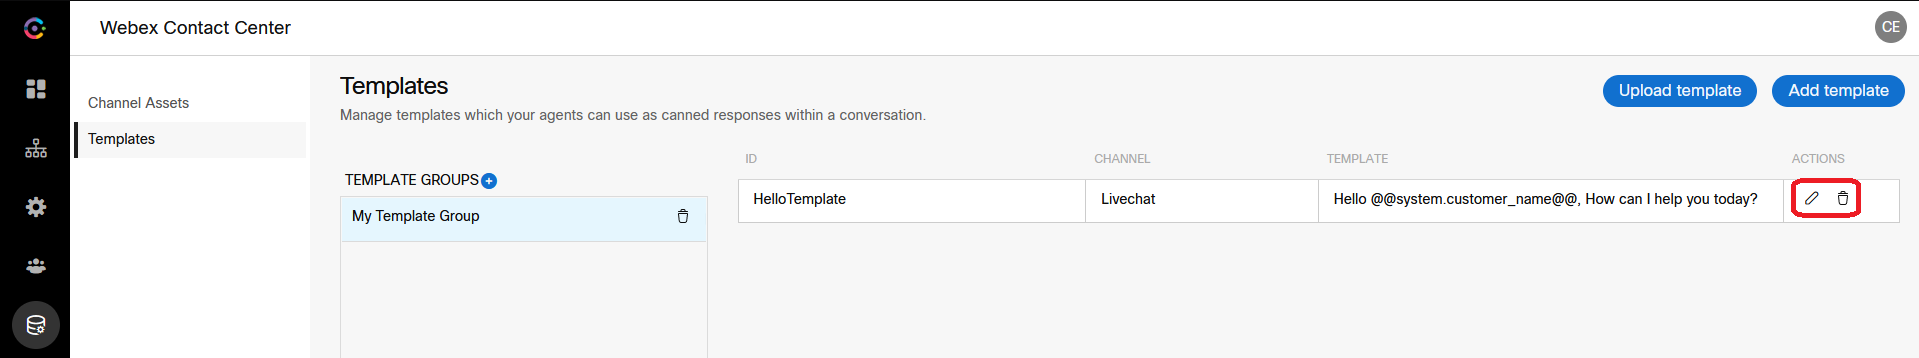 Webex Contact Center
CE
Channel Assets
Templates
Templates
Manage templates which your agents can use as canned responses within a conversation.
Upload template
Add template
TEMPLATE GROUPS
My Template Group
ID CHANNEL TEMPLATE ACTIONS
HelloTemplate Livechat Hello @@system.customer_name@@, How can I help you today?